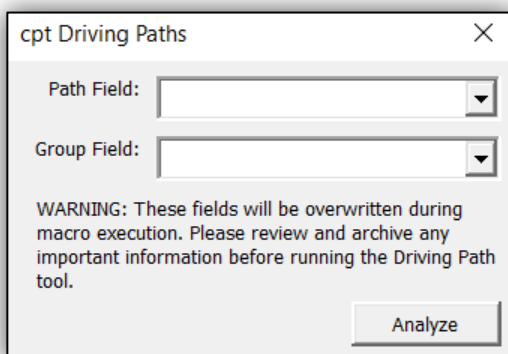 cpt Driving Paths
Path Field:
Group Field:
WARNING: These fields will be overwritten during
macro execution. Please review and archive any
important information before running the Driving Path
tool.
Analyze